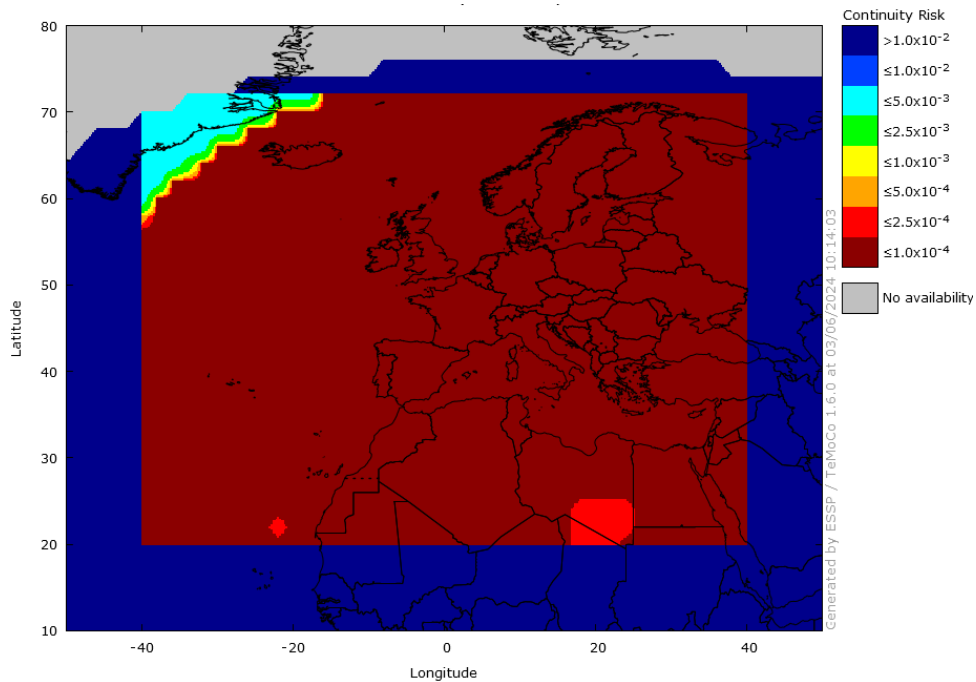 Continuity Risk
>1.0x10⁻²
≤1.0x10⁻²
≤5.0x10⁻³
≤2.5x10⁻³
≤1.0x10⁻³
≤5.0x10⁻⁴
≤2.5x10⁻⁴
≤1.0x10⁻⁴
No availability
80
70
60
50
40
30
20
10
Latitude
-40
-20
0
20
40
Longitude
Generated by ESSP / TeMoCo 1.6.0 at 03/06/2024 10:14:03